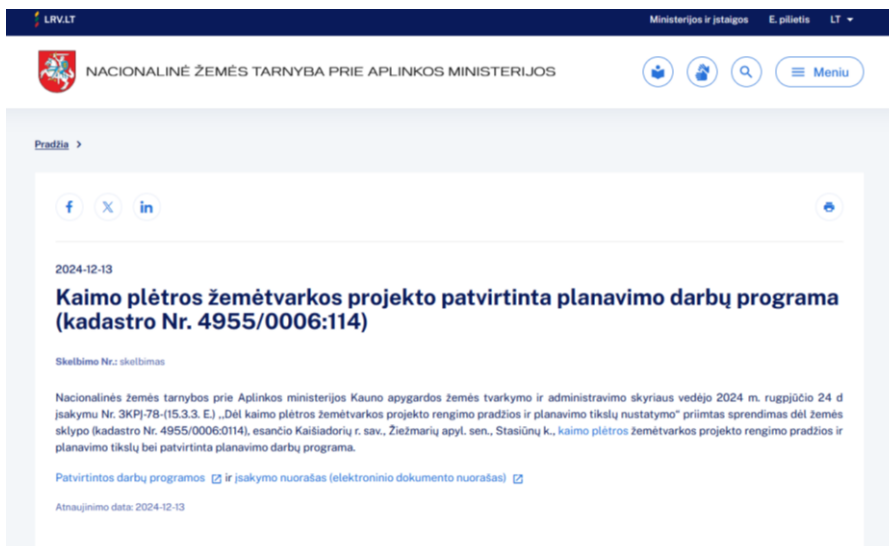 LRV.LT
Ministerijos ir įstaigos E. pilietis LT
NACIONALINĖ ŽEMĖS TARNYBA PRIE APLINKOS MINISTERIJOS
Meniu
Pradžia >
2024-12-13
Kaimo plėtros žemėtvarkos projekto patvirtinta planavimo darbų programa
(kadastro Nr. 4955/0006:114)
Skelbimo Nr.: skelbimas
Nacionalinės žemės tarnybos prie Aplinkos ministerijos Kauno apygardos žemės tvarkymo ir administravimo skyriaus vedėjo 2024 m. rugpjūčio 24 d
įsakymu Nr. 3KPĮ-78-(15.3.3. E.) ,,Dėl kaimo plėtros žemėtvarkos projekto rengimo pradžios ir planavimo tikslų nustatymo" priimtas sprendimas dėl žemės
sklypo (kadastro Nr. 4955/0006:0114), esančio Kaišiadorių r. sav., Žiežmarių apyl. sen., Stasiūnų k., kaimo plėtros žemėtvarkos projekto rengimo pradžios ir
planavimo tikslų bei patvirtinta planavimo darbų programa.
Patvirtintos darbų programos ir įsakymo nuorašas (elektroninio dokumento nuorašas)
Atnaujinimo data: 2024-12-13